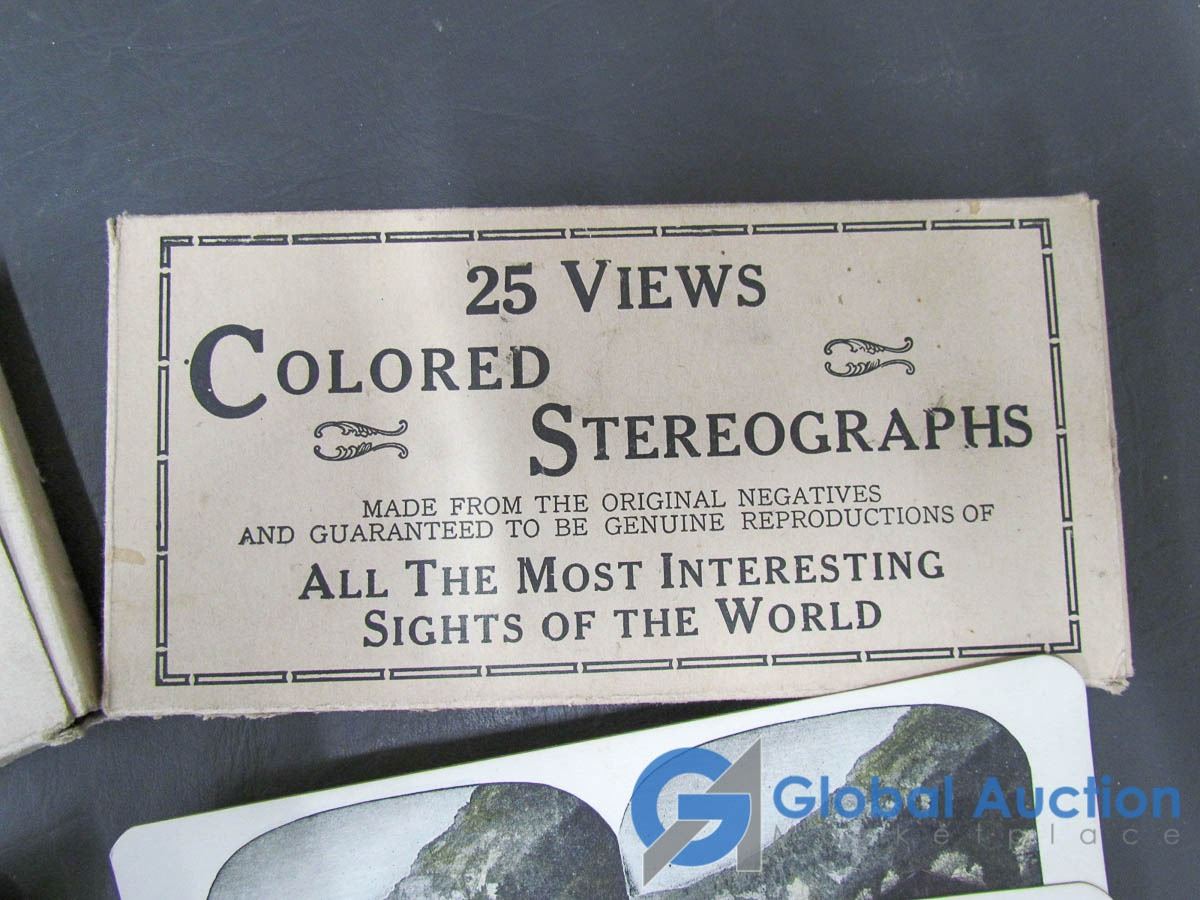 25 VIEWS
COLORED
STEREOGRAPHS
MADE FROM THE ORIGINAL NEGATIVES
AND GUARANTEED TO BE GENUINE REPRODUCTIONS OF
ALL THE MOST INTERESTING
SIGHTS OF THE WORLD
Global Auction
Marketplace